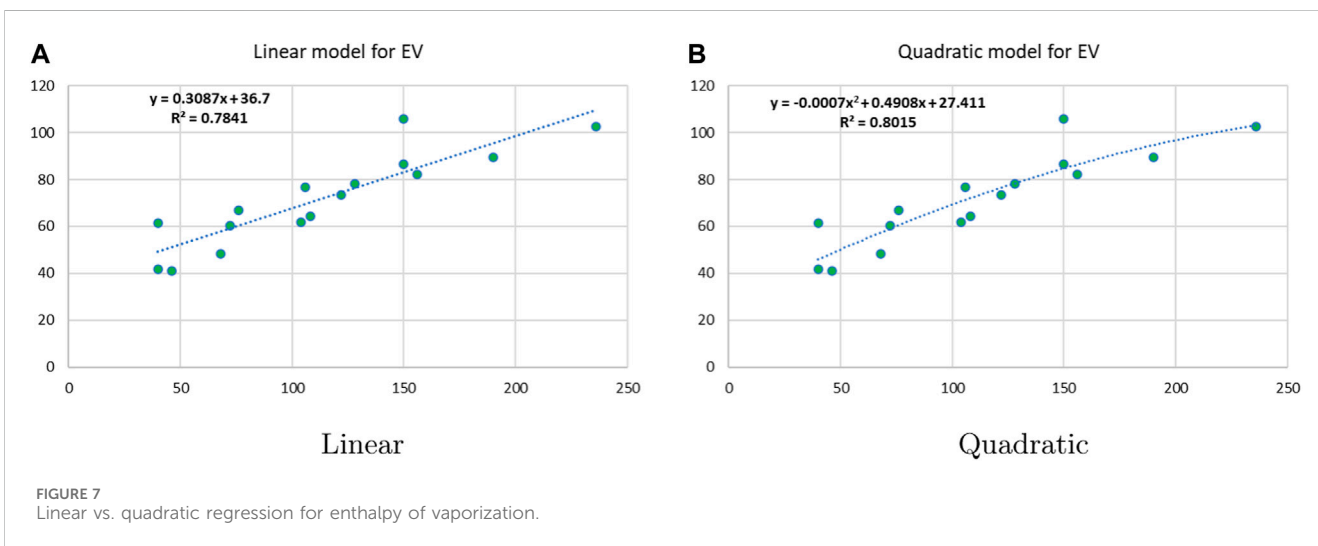 A
Linear model for EV
y = 0.3087x + 36.7
R² = 0.7841
120
100
80
60
40
20
0
0 50 100 150 200 250
Linear
B
Quadratic model for EV
y = -0.0007x² + 0.4908x + 27.411
R² = 0.8015
120
100
80
60
40
20
0
0 50 100 150 200 250
Quadratic
FIGURE 7
Linear vs. quadratic regression for enthalpy of vaporization.